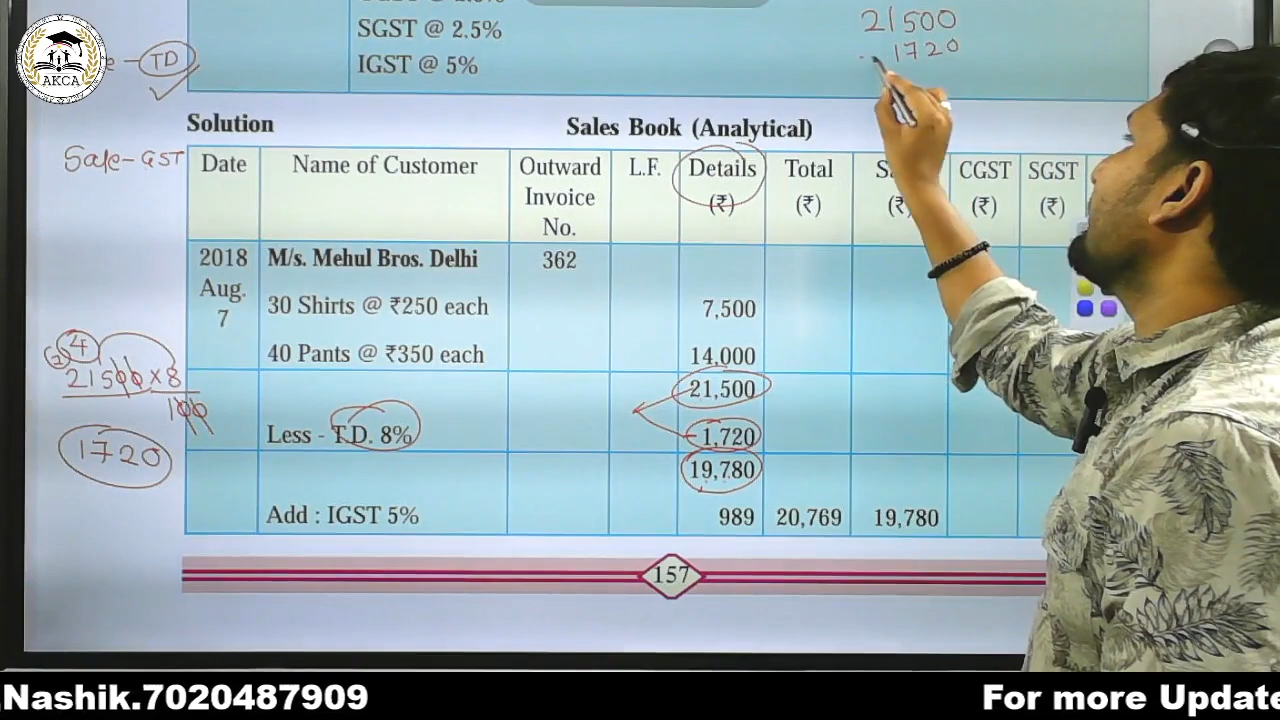 SGST @ 2.5%
IGST @ 5%
21500
1720
AKCA
TD
Solution
Sales Book (Analytical)
Sale-GST
Date
Name of Customer
Outward
Invoice
No.
L.F.
Details
(₹)
Total
(₹)
(₹)
CGST
(₹)
SGST
(₹)
2018
Aug.
7
M/s. Mehul Bros. Delhi
362
30 Shirts @ ₹250 each
7,500
40 Pants @ ₹350 each
14,000
21,500
Less - T.D. 8%
1,720
19,780
Add : IGST 5%
989
20,769
19,780
4
21500×8
100
1720
157
,Nashik.7020487909
For more Update